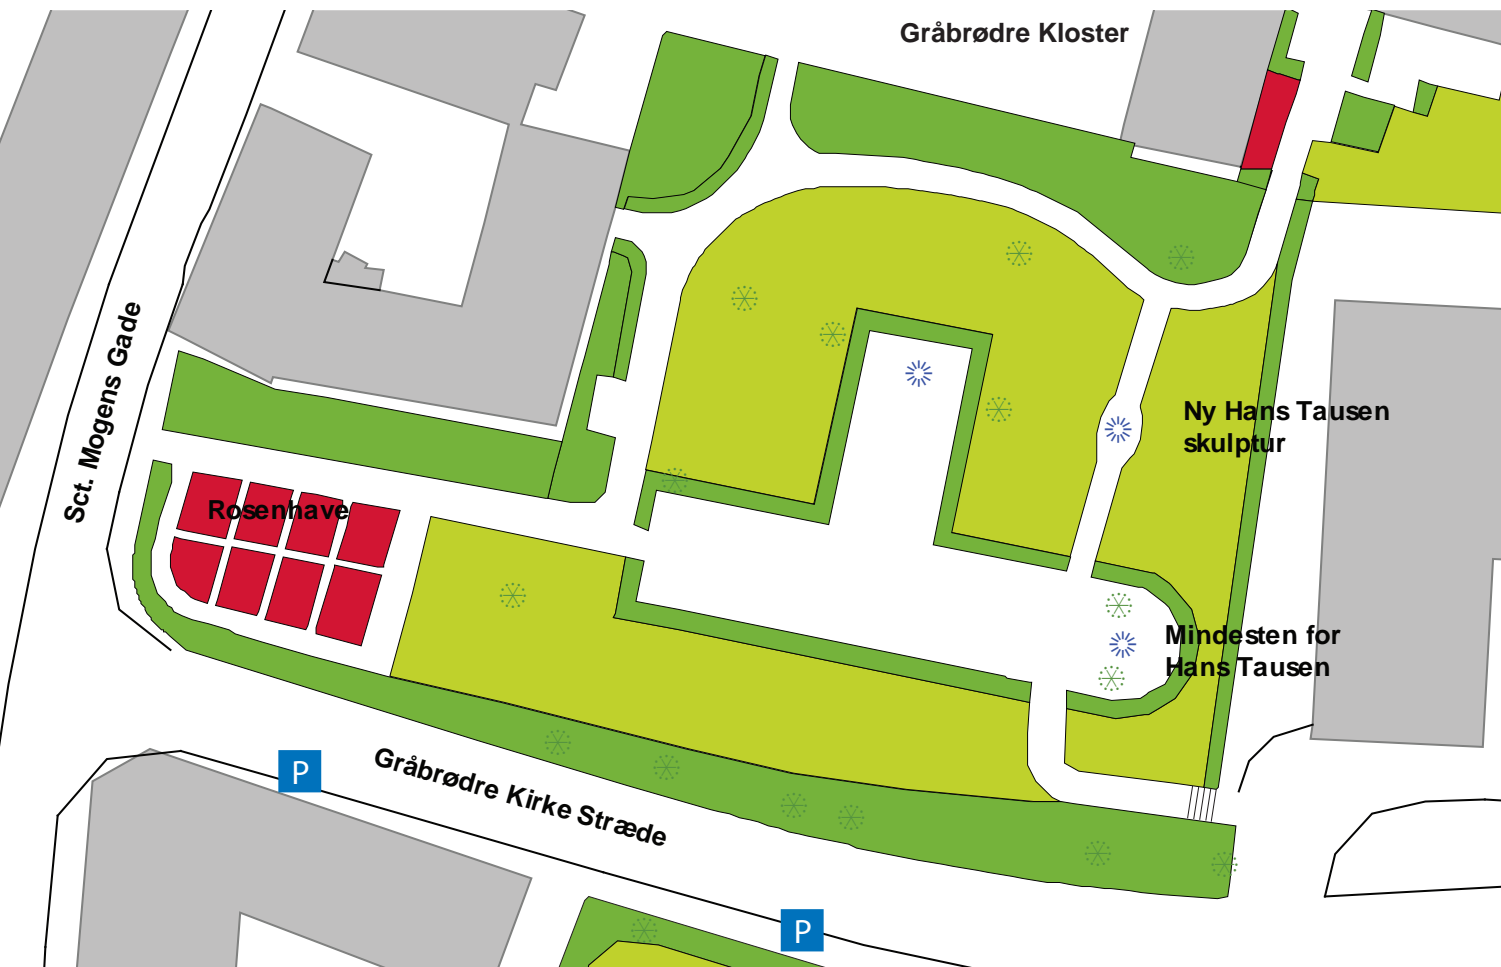 Gråbrødre Kloster
Sct. Mogens Gade
Ny Hans Tausen
skulptur
Rosenhave
Mindesten for
Hans Tausen
P
Gråbrødre Kirke Stræde
P